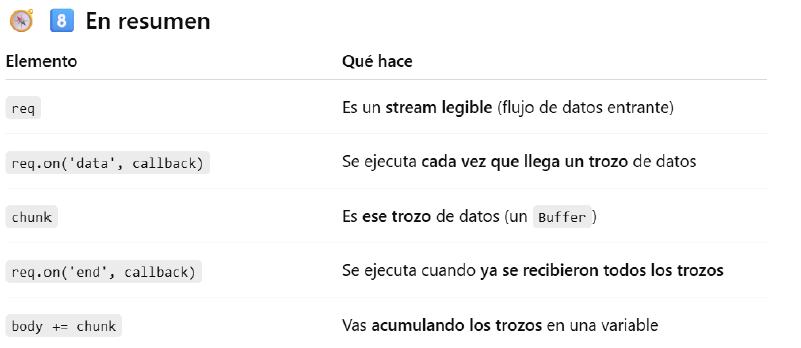 🧭 8️⃣ En resumen
Elemento Qué hace
req Es un stream legible (flujo de datos entrante)
req.on('data', callback) Se ejecuta cada vez que llega un trozo de datos
chunk Es ese trozo de datos (un Buffer)
req.on('end', callback) Se ejecuta cuando ya se recibieron todos los trozos
body += chunk Vas acumulando los trozos en una variable